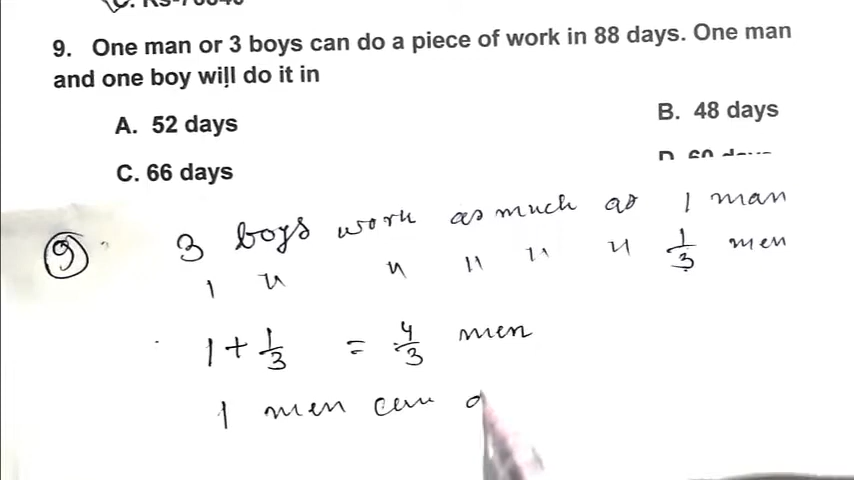 9. One man or 3 boys can do a piece of work in 88 days. One man
and one boy will do it in
A. 52 days
B. 48 days
C. 66 days
D. 60 days
9 3 boys work as much as 1 man
1 " " " " " 1/3 men
1 + 1/3 = 4/3 men
1 men can